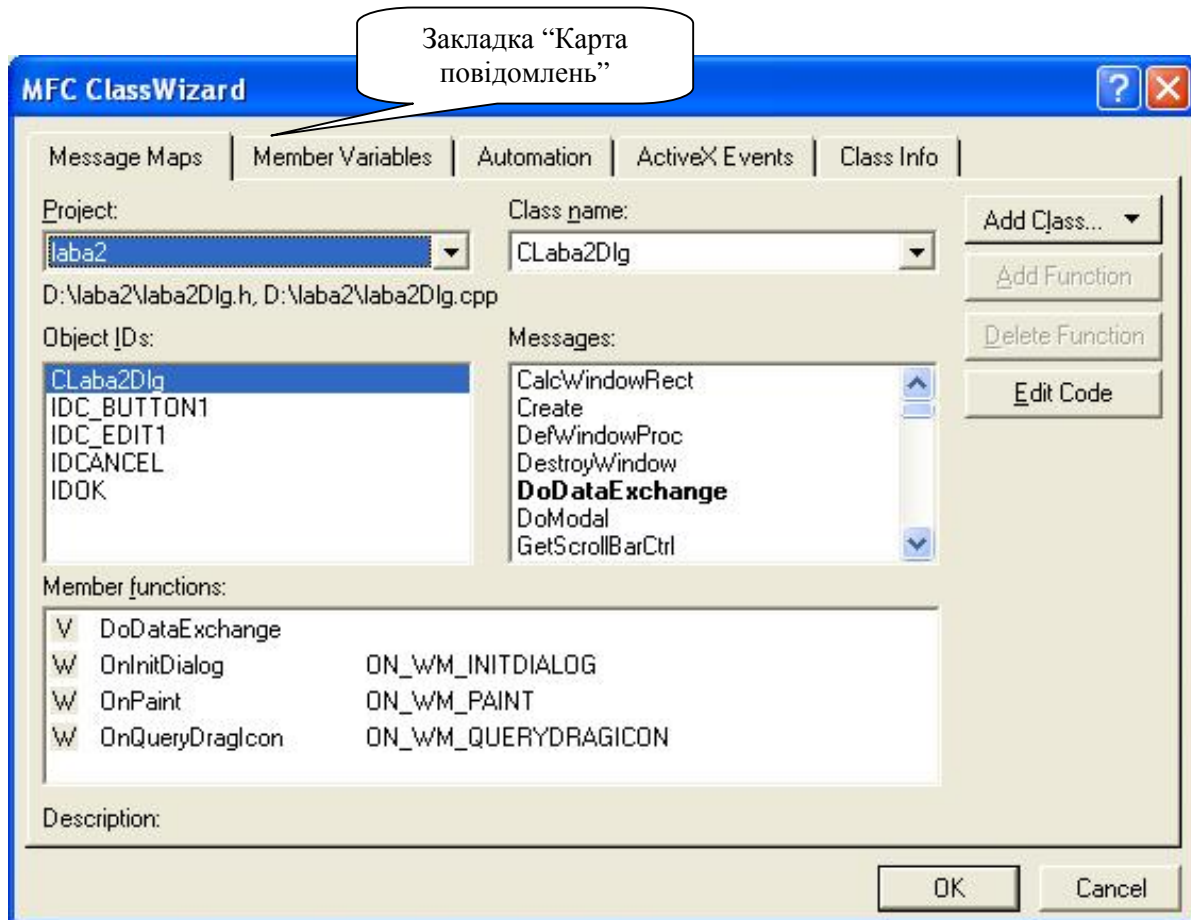 Закладка “Карта
повідомлень”
MFC ClassWizard
Message Maps
Member Variables
Automation
ActiveX Events
Class Info
Project:
Class name:
Add Class...
laba2
CLaba2Dlg
Add Function
D:\laba2\laba2Dlg.h, D:\laba2\laba2Dlg.cpp
Object IDs:
Messages:
Delete Function
CLaba2Dlg
IDC_BUTTON1
IDC_EDIT1
IDCANCEL
IDOK
CalcWindowRect
Create
DefWindowProc
DestroyWindow
DoDataExchange
DoModal
GetScrollBarCtrl
Edit Code
Member functions:
V DoDataExchange
W OnInitDialog ON_WM_INITDIALOG
W OnPaint ON_WM_PAINT
W OnQueryDragIcon ON_WM_QUERYDRAGICON
Description:
OK
Cancel